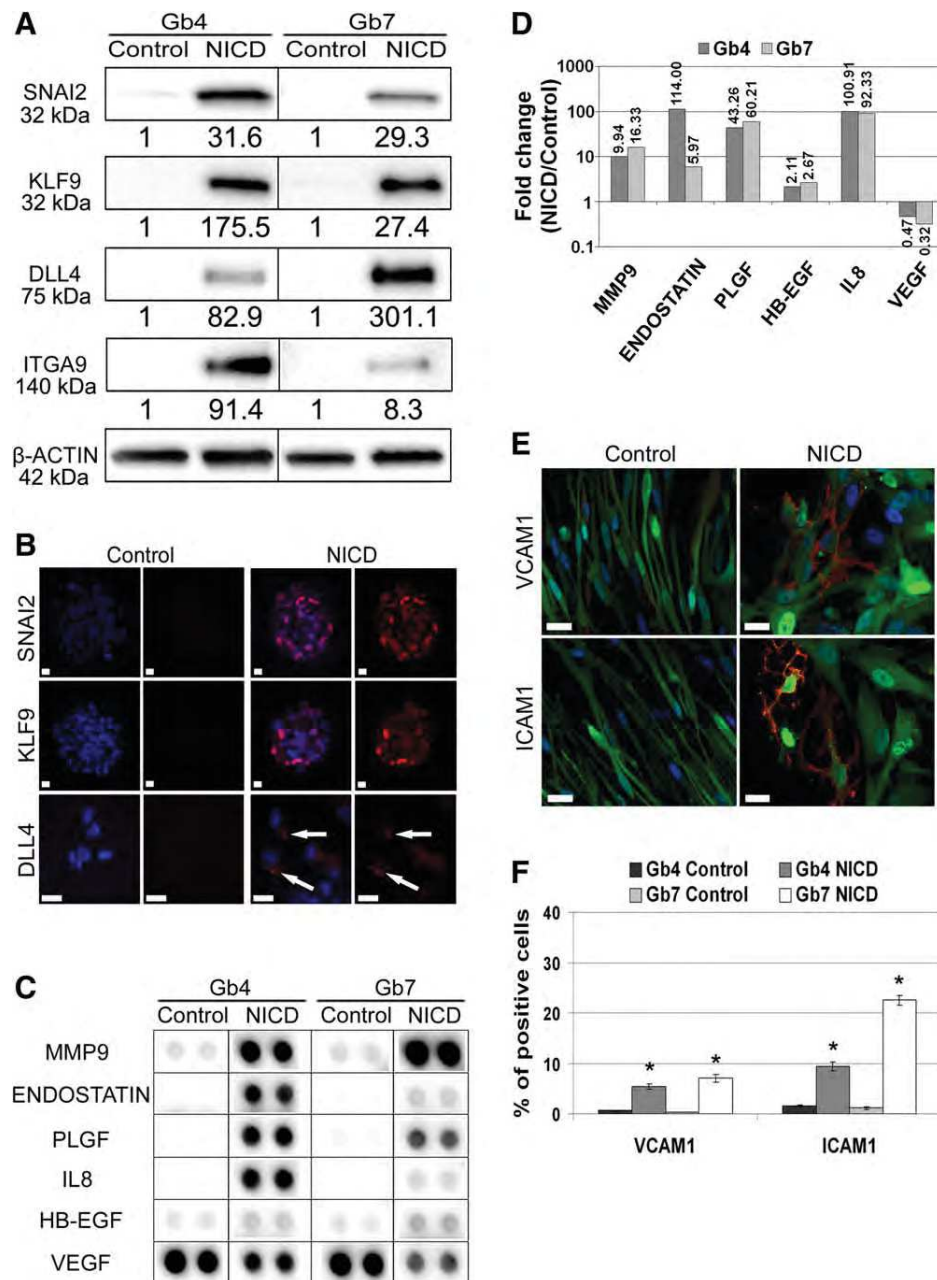 A
Gb4 Gb7
Control NICD Control NICD
SNAI2
32 kDa
1 31.6 1 29.3
KLF9
32 kDa
1 175.5 1 27.4
DLL4
75 kDa
1 82.9 1 301.1
ITGA9
140 kDa
1 91.4 1 8.3
β-ACTIN
42 kDa
B
Control NICD
SNAI2
KLF9
DLL4
C
Gb4 Gb7
Control NICD Control NICD
MMP9
ENDOSTATIN
PLGF
IL8
HB-EGF
VEGF
D
Gb4 Gb7
Fold change
(NICD/Control)
1000
100
10
1
0.1
9.94 16.33 114.00 5.97 43.26 60.21 2.11 2.67 100.91 92.33 0.47 0.32
MMP9 ENDOSTATIN PLGF HB-EGF IL8 VEGF
E
Control NICD
VCAM1
ICAM1
F
Gb4 Control Gb4 NICD
Gb7 Control Gb7 NICD
% of positive cells
40
30
20
10
0
* * * *
VCAM1 ICAM1